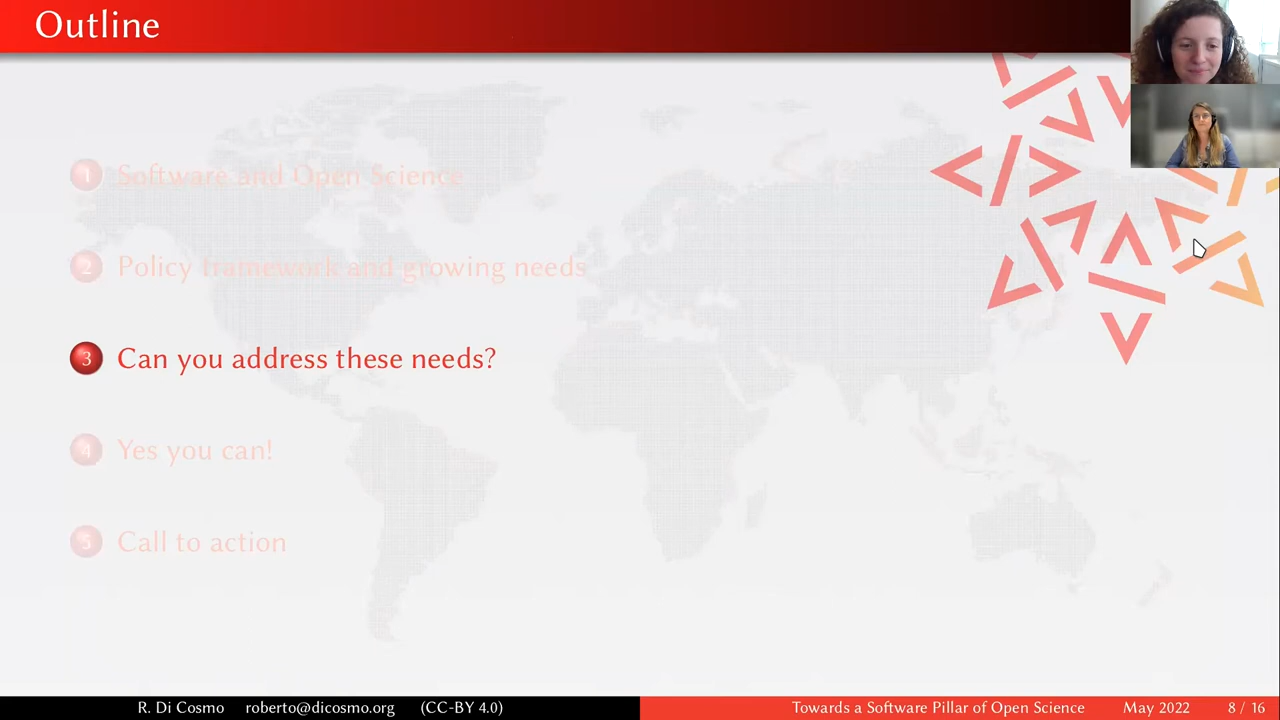 Outline
1 Software and Open Science
2 Policy framework and growing needs
3 Can you address these needs?
4 Yes you can!
5 Call to action
R. Di Cosmo roberto@dicosmo.org (CC-BY 4.0) Towards a Software Pillar of Open Science May 2022 8 / 16